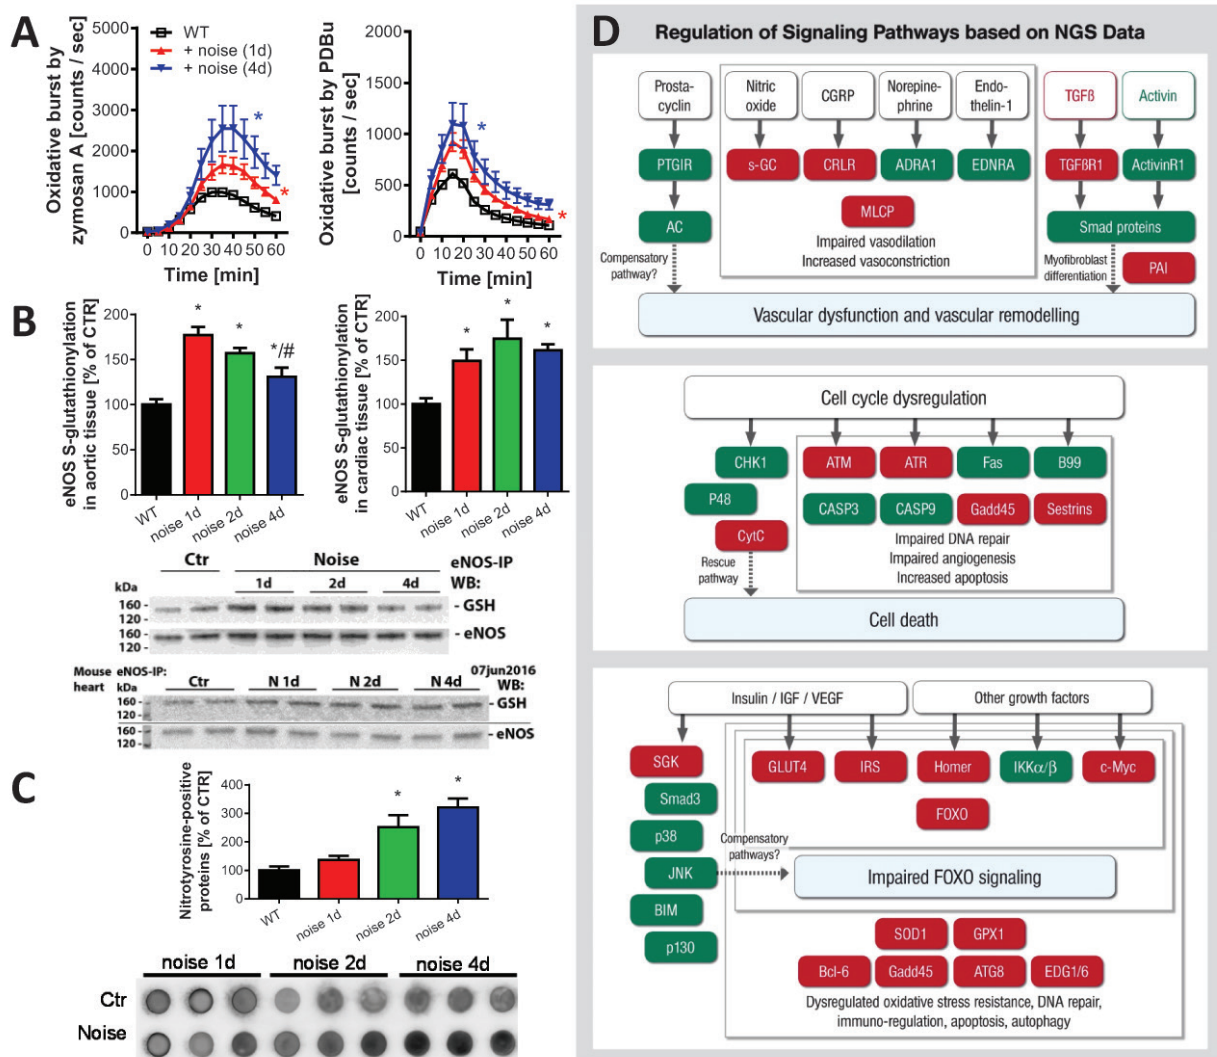 A
Oxidative burst by
zymosan A [counts / sec]
5000
4000
3000
2000
1000
0
WT
+ noise (1d)
+ noise (4d)
*
*
0 10 20 30 40 50 60
Time [min]
Oxidative burst by PDBu
[counts / sec]
1500
1000
500
0
*
*
0 10 20 30 40 50 60
Time [min]
B
eNOS S-glutathionylation
in aortic tissue [% of CTR]
200
150
100
50
0
*
*
*/#
WT
noise 1d
noise 2d
noise 4d
eNOS S-glutathionylation
in cardiac tissue [% of CTR]
200
150
100
50
0
*
*
*
WT
noise 1d
noise 2d
noise 4d
Ctr Noise eNOS-IP
kDa 1d 2d 4d WB:
160 -
120 -
- GSH
160 -
120 -
- eNOS
Mouse eNOS-IP: 07jun2016
heart kDa Ctr N 1d N 2d N 4d WB:
160 -
120 -
- GSH
160 -
120 -
- eNOS
C
Nitrotyrosine-positive
proteins [% of CTR]
400
300
200
100
0
*
*
WT
noise 1d
noise 2d
noise 4d
noise 1d noise 2d noise 4d
Ctr
Noise
D
Regulation of Signaling Pathways based on NGS Data
Prosta-
cyclin
Nitric
oxide
CGRP
Norepine-
phrine
Endo-
thelin-1
TGFß
Activin
PTGIR
s-GC
CRLR
ADRA1
EDNRA
TGFßR1
ActivinR1
AC
MLCP
Smad proteins
Impaired vasodilation
Increased vasoconstriction
Compensatory
pathway?
Myofibroblast
differentiation
PAI
Vascular dysfunction and vascular remodelling
Cell cycle dysregulation
CHK1
ATM
ATR
Fas
B99
P48
CASP3
CASP9
Gadd45
Sestrins
CytC
Impaired DNA repair
Impaired angiogenesis
Increased apoptosis
Rescue
pathway
Cell death
Insulin / IGF / VEGF
Other growth factors
SGK
GLUT4
IRS
Homer
IKKα/β
c-Myc
Smad3
FOXO
p38
Compensatory
pathways?
JNK
Impaired FOXO signaling
BIM
p130
SOD1
GPX1
Bcl-6
Gadd45
ATG8
EDG1/6
Dysregulated oxidative stress resistance, DNA repair,
immuno-regulation, apoptosis, autophagy